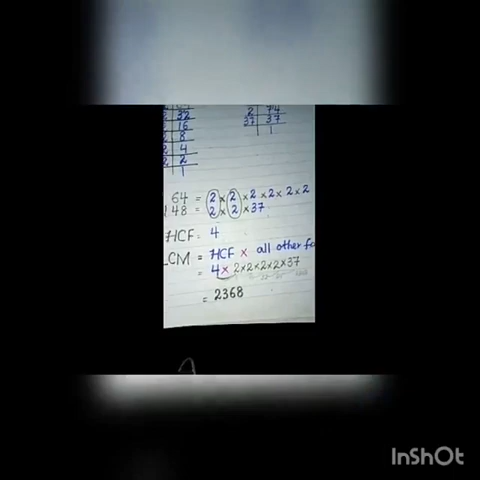 2 32
2 16
2 8
2 4
2 2
1
2 74
37 37
1
64 = 2 × 2 × 2 × 2 × 2 × 2
148 = 2 × 2 × 37
HCF = 4
LCM = HCF × all other
= 4 × 2×2×2×2×37
= 2368
InShOt